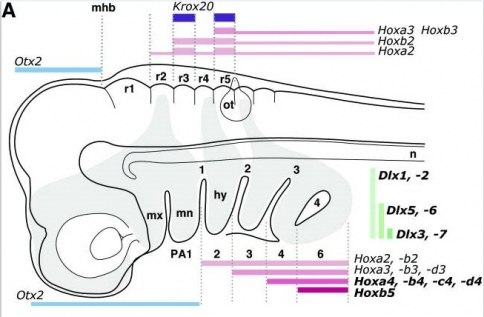 A
mhb
Krox20
Hoxa3 Hoxb3
Hoxb2
Hoxa2
Otx2
r1 r2 r3 r4 r5
ot
n
1 2 3
4
mx mn hy
Dlx1, -2
Dlx5, -6
Dlx3, -7
PA1 2 3 4 6
Hoxa2, -b2
Hoxa3, -b3, -d3
Hoxa4, -b4, -c4, -d4
Hoxb5
Otx2